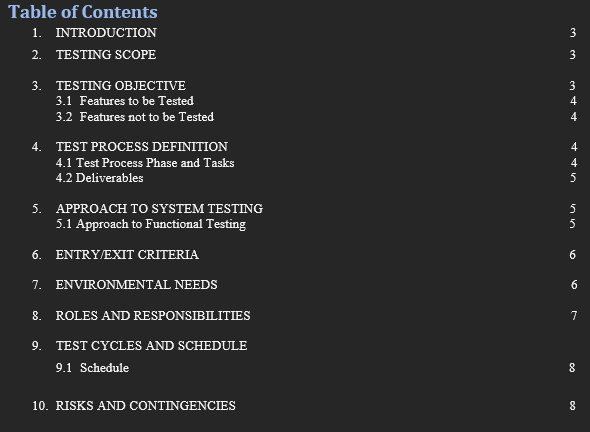 Table of Contents
1. INTRODUCTION 3
2. TESTING SCOPE 3
3. TESTING OBJECTIVE 3
3.1 Features to be Tested 4
3.2 Features not to be Tested 4
4. TEST PROCESS DEFINITION 4
4.1 Test Process Phase and Tasks 4
4.2 Deliverables 5
5. APPROACH TO SYSTEM TESTING 5
5.1 Approach to Functional Testing 5
6. ENTRY/EXIT CRITERIA 6
7. ENVIRONMENTAL NEEDS 6
8. ROLES AND RESPONSIBILITIES 7
9. TEST CYCLES AND SCHEDULE
9.1 Schedule 8
10. RISKS AND CONTINGENCIES 8